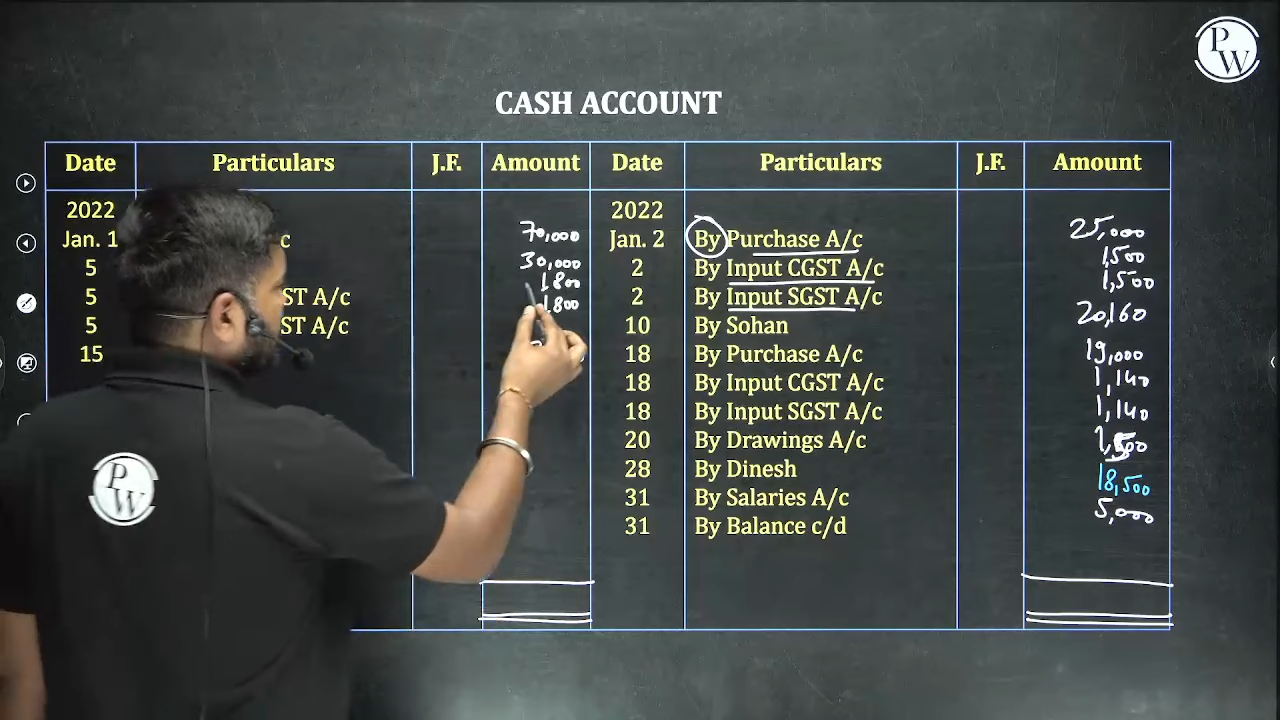 PW
CASH ACCOUNT
Date Particulars J.F. Amount Date Particulars J.F. Amount
2022 2022
Jan. 1 c 70,000 Jan. 2 By Purchase A/c 25,000
5 30,000 2 By Input CGST A/c 1,500
5 ST A/c 1,800 2 By Input SGST A/c 1,500
5 ST A/c 1,800 10 By Sohan 20,160
15 18 By Purchase A/c 19,000
18 By Input CGST A/c 1,140
18 By Input SGST A/c 1,140
20 By Drawings A/c
28 By Dinesh 18,500
31 By Salaries A/c 5,000
31 By Balance c/d
PW